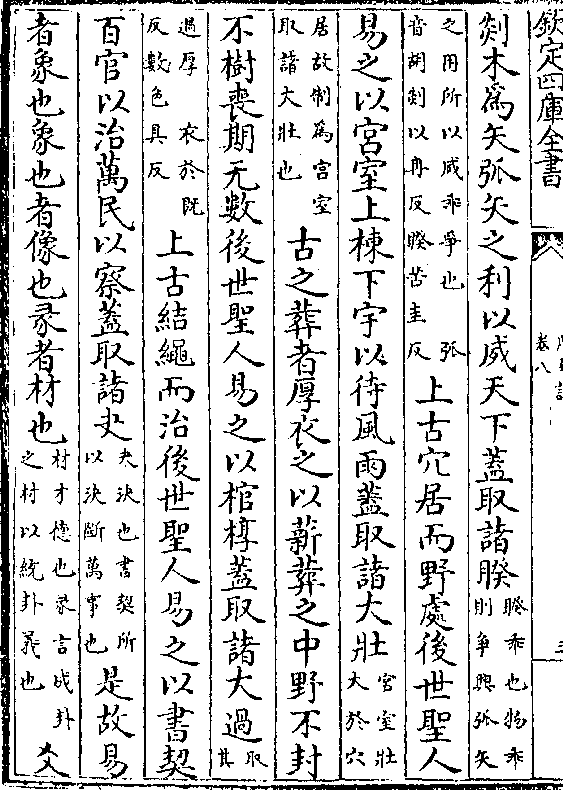 欽定四庫全書
卷八
剡木為矢弧矢之利以威天下蓋取諸睽睽乖也物乖則爭興弧矢
之用所以威乖爭也 弧音胡剡以冉反睽苦圭反 上古穴居而野處後世聖人
易之以宮室上棟下宇以待風雨蓋取諸大壯宮室壯大於穴
居故制為宮室取諸大壯也 古之葬者厚衣之以薪葬之中野不封
不樹喪期无數後世聖人易之以棺椁蓋取諸大過取其
過厚 衣於旣反數色具反 上古結繩而治後世聖人易之以書契
百官以治萬民以察蓋取諸夬夬決也書契所以決斷萬事也 是故易
者象也象也者像也彖者材也材才德也彖言成卦之材以統卦義也 爻